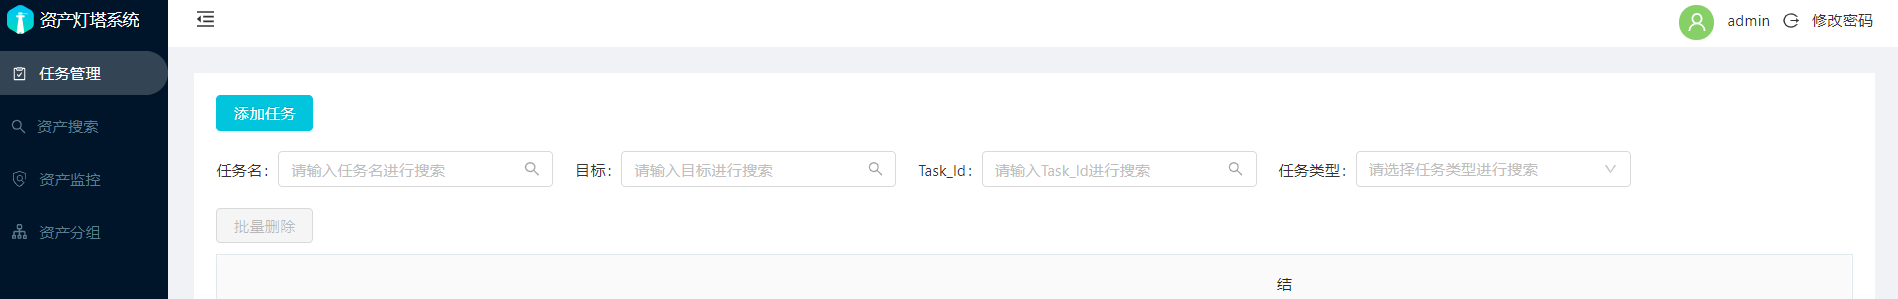 资产灯塔系统
admin 修改密码
任务管理
资产搜索
资产监控
资产分组
添加任务
任务名: 请输入任务名进行搜索 目标: 请输入目标进行搜索 Task_Id: 请输入Task_Id进行搜索 任务类型: 请选择任务类型进行搜索
批量删除
结